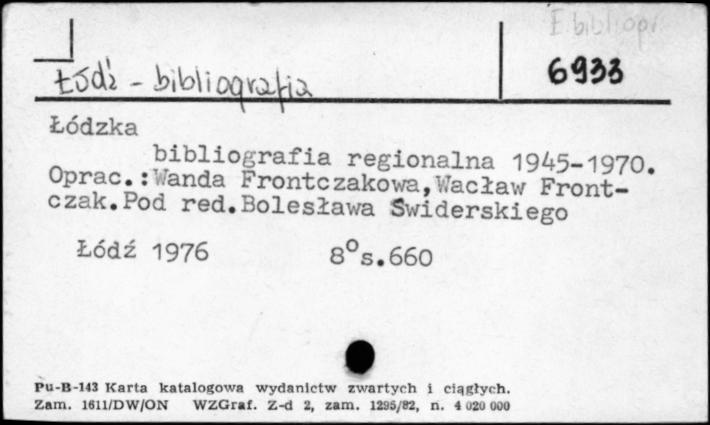 E.bibliogr.
Łódź - bibliografia
6933
Łódzka
bibliografia regionalna 1945-1970.
Oprac.:Wanda Frontczakowa,Wacław Front-
czak.Pod red.Bolesława Świderskiego
Łódź 1976 8°s.660
Pu-B-143 Karta katalogowa wydanictw zwartych i ciągłych.
Zam. 1611/DW/ON WZGraf. Z-d 2, zam. 1295/82, n. 4 020 000